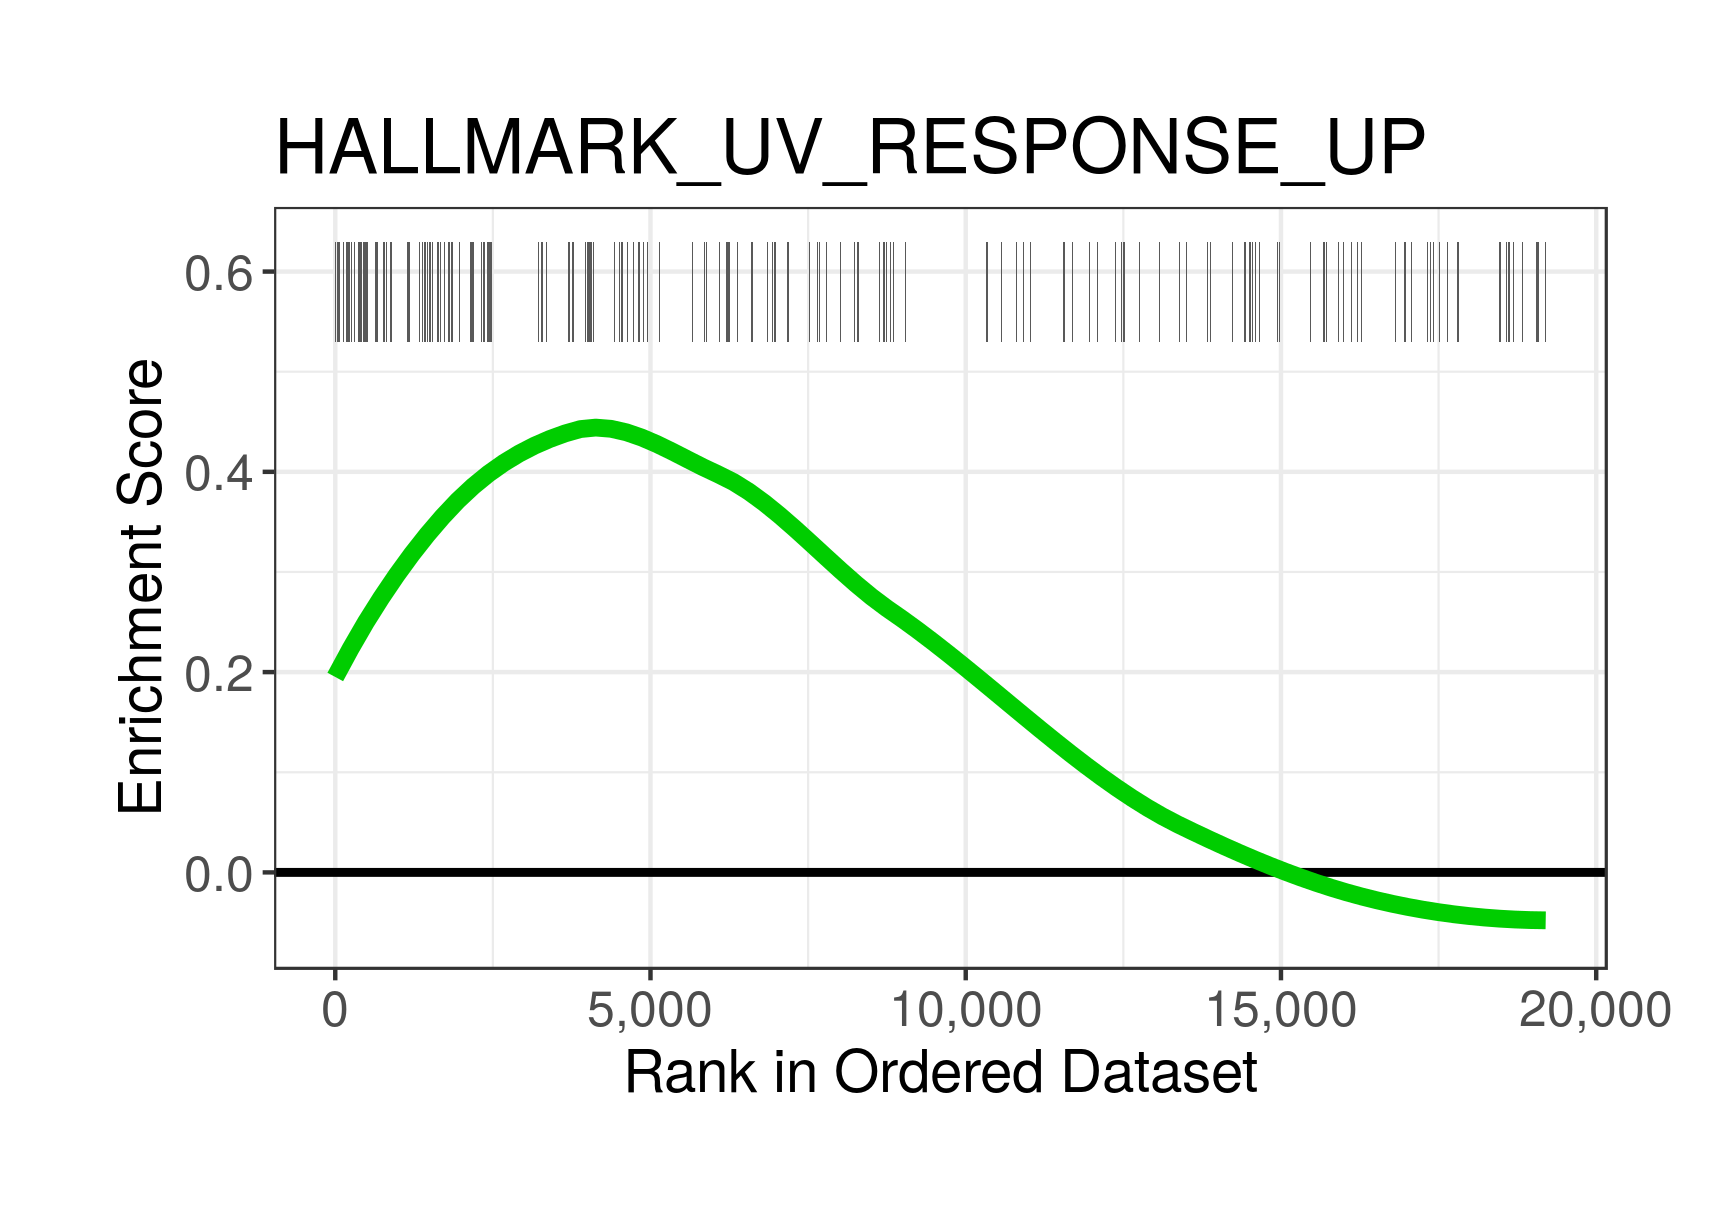 HALLMARK_UV_RESPONSE_UP
Enrichment Score
0.6
0.4
0.2
0.0
0 5,000 10,000 15,000 20,000
Rank in Ordered Dataset